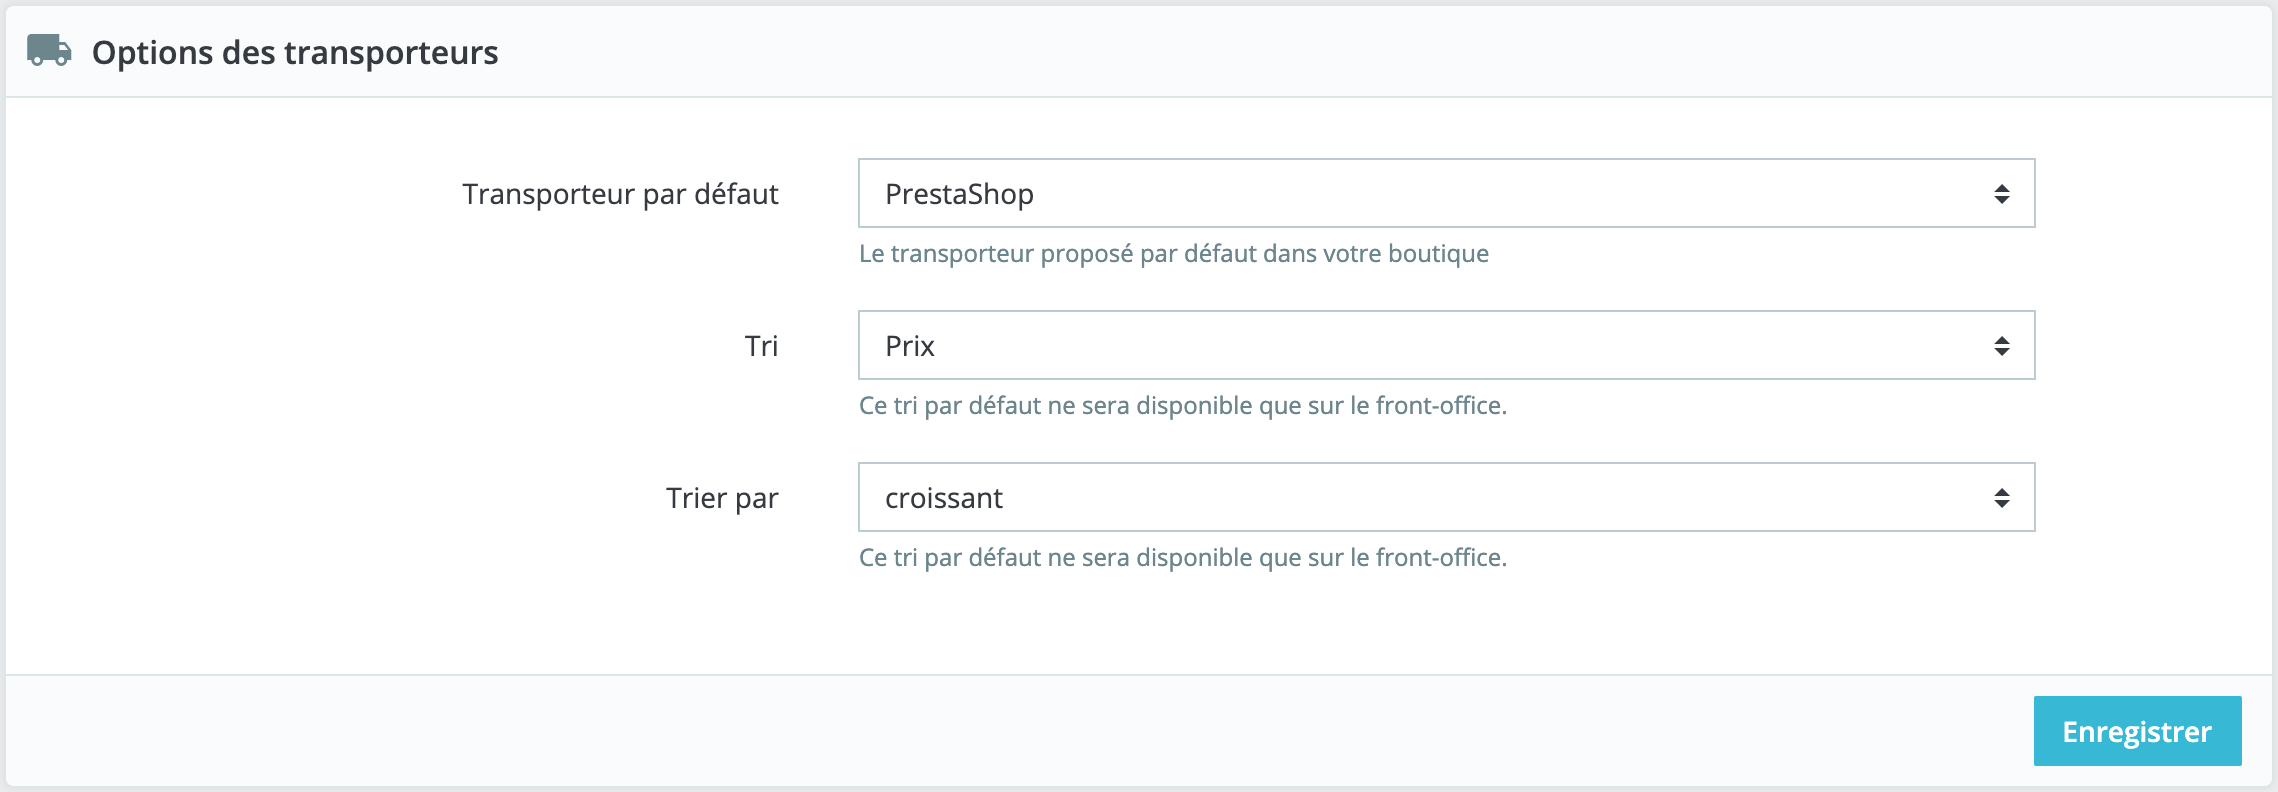 Options des transporteurs
Transporteur par défaut
PrestaShop
Le transporteur proposé par défaut dans votre boutique
Tri
Prix
Ce tri par défaut ne sera disponible que sur le front-office.
Trier par
croissant
Ce tri par défaut ne sera disponible que sur le front-office.
Enregistrer